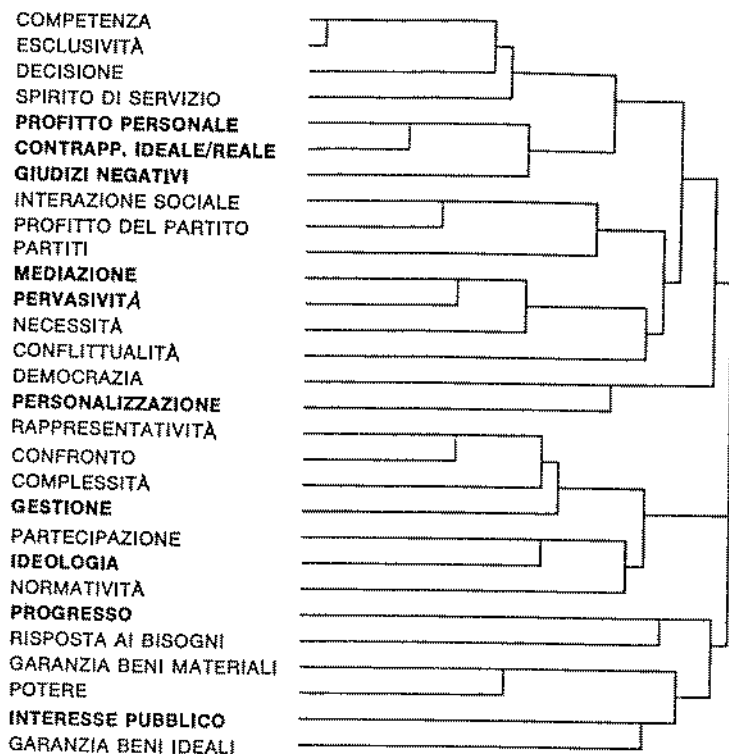 COMPETENZA
ESCLUSIVITÀ
DECISIONE
SPIRITO DI SERVIZIO
PROFITTO PERSONALE
CONTRAPP. IDEALE/REALE
GIUDIZI NEGATIVI
INTERAZIONE SOCIALE
PROFITTO DEL PARTITO
PARTITI
MEDIAZIONE
PERVASIVITÀ
NECESSITÀ
CONFLITTUALITÀ
DEMOCRAZIA
PERSONALIZZAZIONE
RAPPRESENTATIVITÀ
CONFRONTO
COMPLESSITÀ
GESTIONE
PARTECIPAZIONE
IDEOLOGIA
NORMATIVITÀ
PROGRESSO
RISPOSTA AI BISOGNI
GARANZIA BENI MATERIALI
POTERE
INTERESSE PUBBLICO
GARANZIA BENI IDEALI